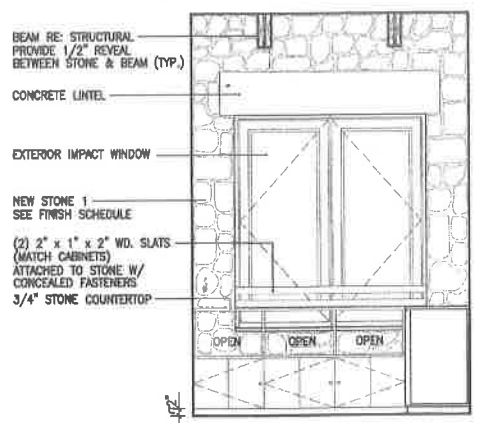 BEAM RE: STRUCTURAL
PROVIDE 1/2" REVEAL
BETWEEN STONE & BEAM (TYP.)
CONCRETE LINTEL
EXTERIOR IMPACT WINDOW
NEW STONE 1
SEE FINISH SCHEDULE
(2) 2" x 1" x 2" WD. SLATS
(MATCH CABINETS)
ATTACHED TO STONE W/
CONCEALED FASTENERS
3/4" STONE COUNTERTOP
OPEN OPEN OPEN